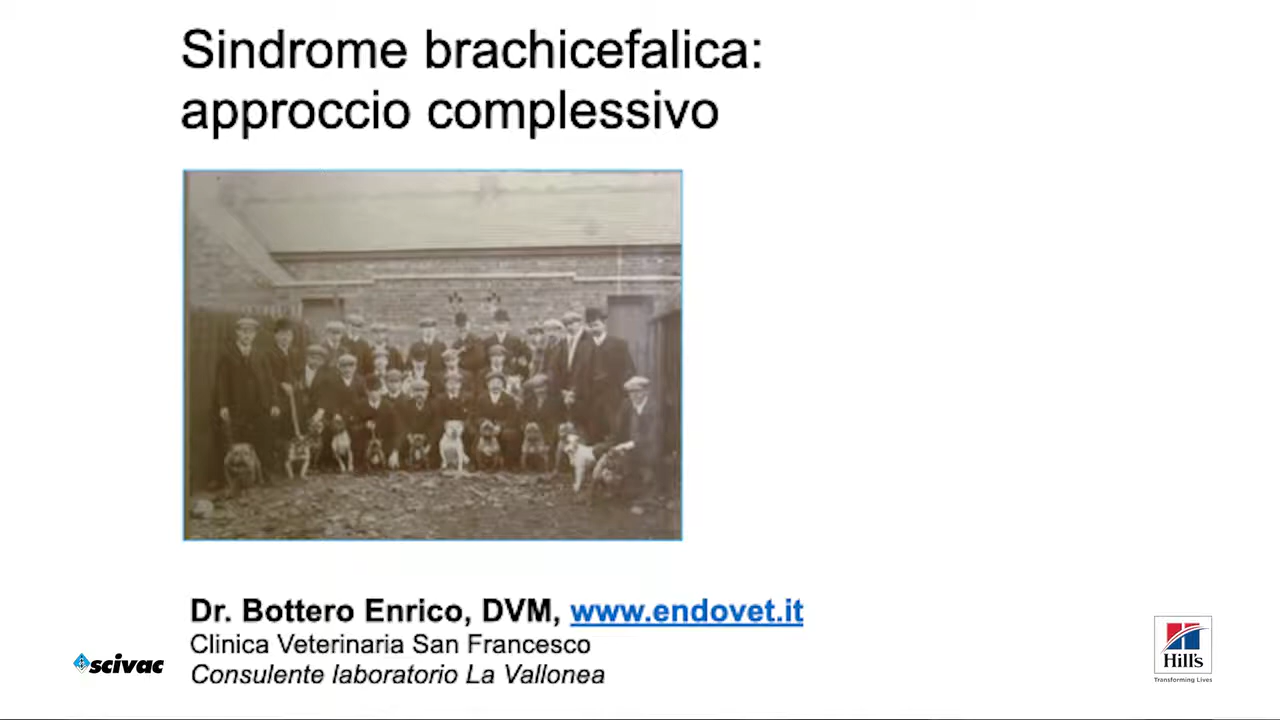 Sindrome brachicefalica:
approccio complessivo
Dr. Bottero Enrico, DVM, www.endovet.it
Clinica Veterinaria San Francesco
Consulente laboratorio La Vallonea
scivac
Hill's
Transforming Lives